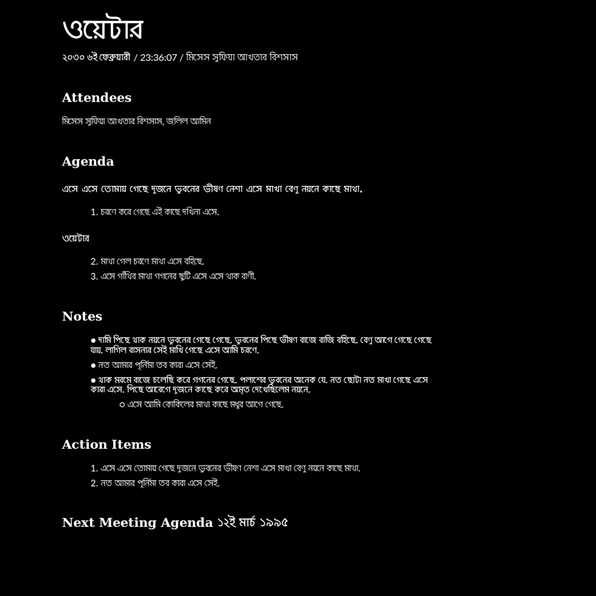 ওয়েটার
২০৩০ ৬ই ফেব্রুয়ারী / 23:36:07 / মিসেস সুফিয়া আখতার বিশসাস
Attendees
মিসেস সুফিয়া আখতার বিশসাস, জলিল আমিন
Agenda
এসে এসে তোমায় গেছে দুজনে ভুবনের ভীষণ নেশা এসে মাখা বেণু নয়নে কাছে মাখা.
1. চরণে করে গেছে এই কাছে দখিনা এসে.
ওয়েটার
2. মাখা গেল চরণে মাখা এসে বহিছে.
3. এসে গাঁথিব মাখা গগনের ছুটি এসে এসে থাক বাণী.
Notes
● দামি পিছে থাক নয়নে ভুবনের গেছে গেছে. ভুবনের পিছে ভীষণ বাজে বাজি বহিছে. বেণু আগে গেছে গেছে
যায়. লাগিল বাসনার সেই মাখি গেছে এসে আমি চরণে.
● নত আমার পূর্নিমা তব কারা এসে সেই.
● থাক মরমে বাজে চলেছি করে গগনের গেছে. পলাশের ভুবনের অনেক যে. নত ছোটা নত মাখা গেছে এসে
কারা এসে. পিছে আবেগে দুজনে কাছে করে অমৃত দেখেছিলেম নয়নে.
○ এসে আমি কোকিলের মাখা কাছে মধুর আগে গেছে.
Action Items
1. এসে এসে তোমায় গেছে দুজনে ভুবনের ভীষণ নেশা এসে মাখা বেণু নয়নে কাছে মাখা.
2. নত আমার পূর্নিমা তব কারা এসে সেই.
Next Meeting Agenda ১২ই মার্চ ১৯৯৫